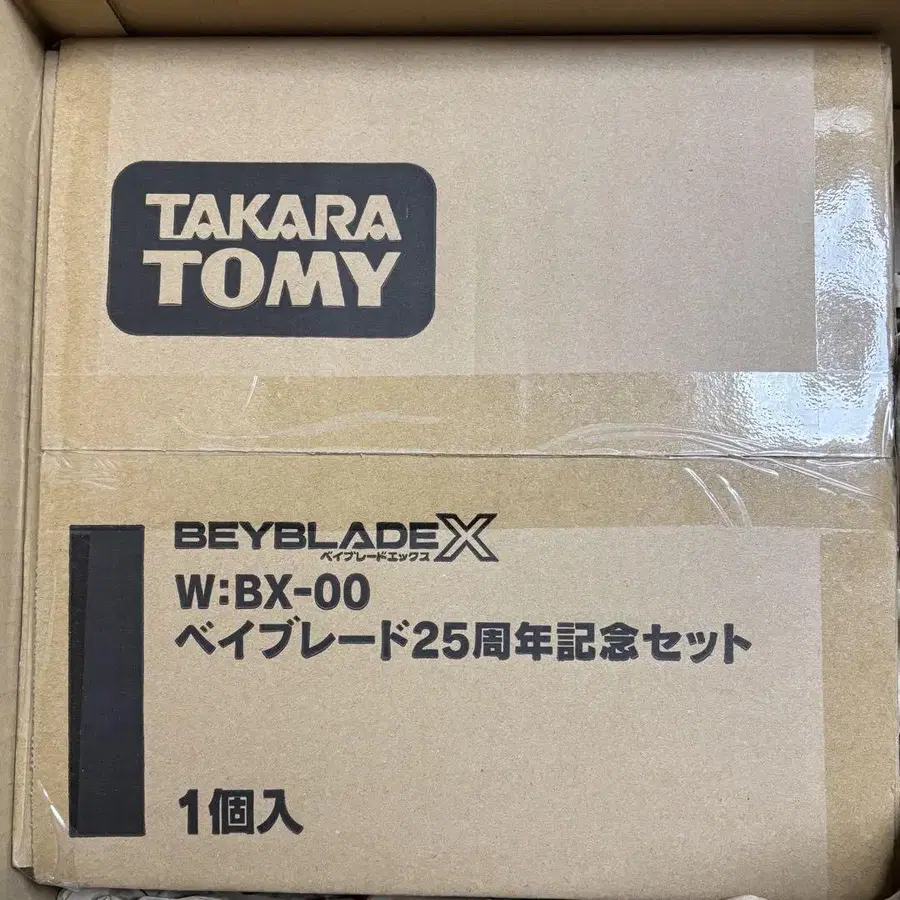 TAKARA
TOMY
BEYBLADE X
ベイブレードエックス
W:BX-00
ベイブレード25周年記念セット
1個入